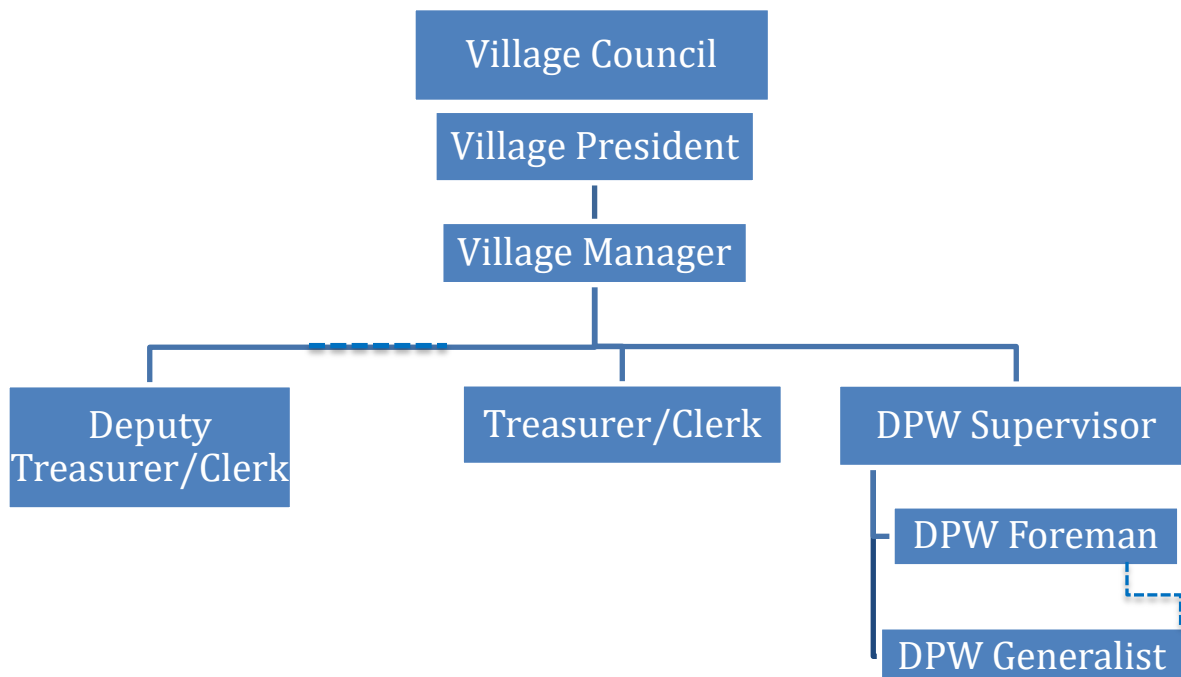 Village Council
Village President
Village Manager
Deputy
Treasurer/Clerk
Treasurer/Clerk
DPW Supervisor
DPW Foreman
DPW Generalist